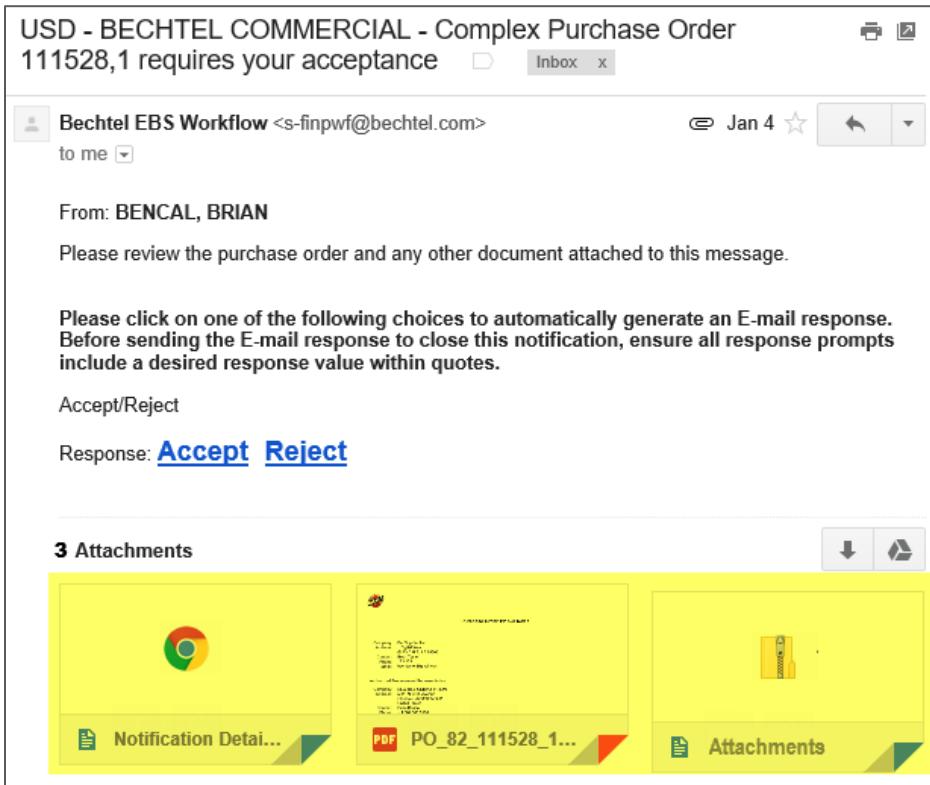 USD - BECHTEL COMMERCIAL - Complex Purchase Order
111528,1 requires your acceptance Inbox x
Bechtel EBS Workflow <s-finpwf@bechtel.com> Jan 4
to me
From: BENCAL, BRIAN
Please review the purchase order and any other document attached to this message.
Please click on one of the following choices to automatically generate an E-mail response.
Before sending the E-mail response to close this notification, ensure all response prompts
include a desired response value within quotes.
Accept/Reject
Response: Accept Reject
3 Attachments
Notification Detai... PDF PO_82_111528_1... Attachments